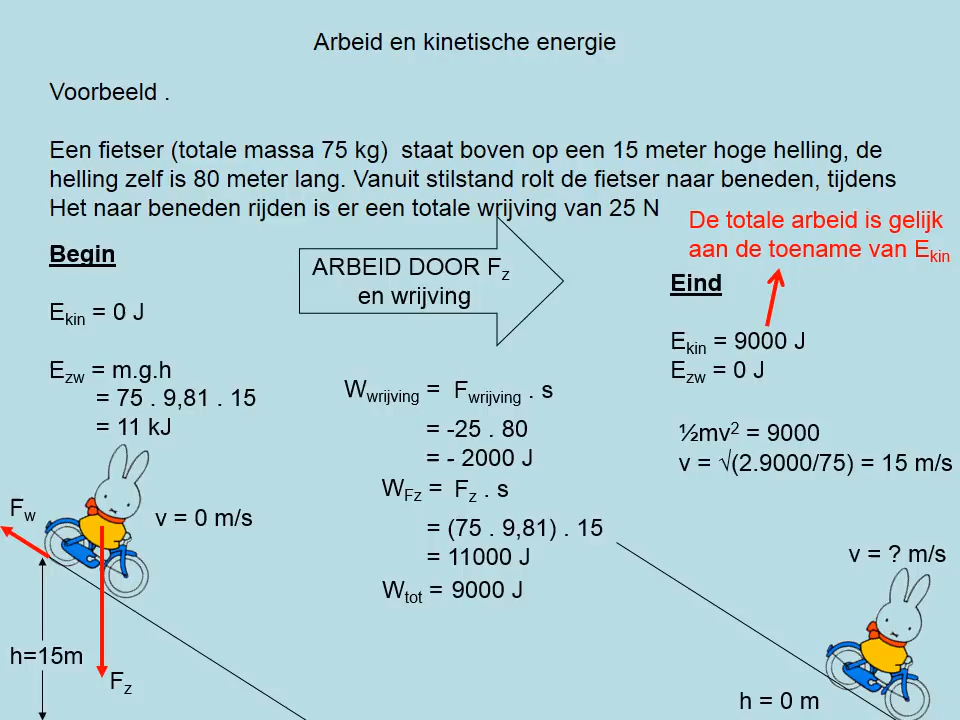 Arbeid en kinetische energie
Voorbeeld .
Een fietser (totale massa 75 kg)  staat boven op een 15 meter hoge helling, de
helling zelf is 80 meter lang. Vanuit stilstand rolt de fietser naar beneden, tijdens
Het naar beneden rijden is er een totale wrijving van 25 N
De totale arbeid is gelijk
aan de toename van Ekin
Begin
Ekin = 0 J
Ezw = m.g.h
= 75 . 9,81 . 15
= 11 kJ
ARBEID DOOR Fz
en wrijving
Wwrijving = Fwrijving . s
= -25 . 80
= - 2000 J
WFz = Fz . s
= (75 . 9,81) . 15
= 11000 J
Wtot = 9000 J
Eind
Ekin = 9000 J
Ezw = 0 J
½mv² = 9000
v = √(2.9000/75) = 15 m/s
Fw
v = 0 m/s
h=15m
Fz
v = ? m/s
h = 0 m